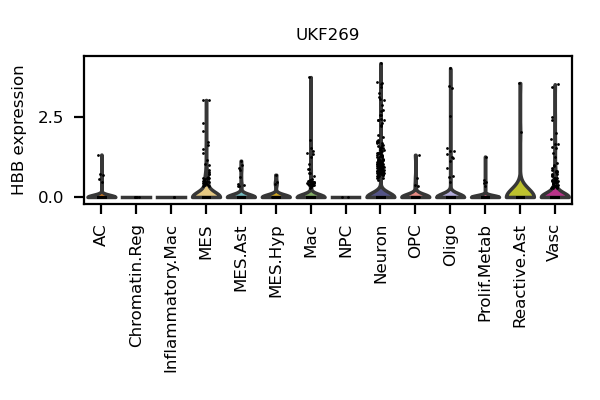 UKF269
HBB expression
2.5
0.0
AC
Chromatin.Reg
Inflammatory.Mac
MES
MES.Ast
MES.Hyp
Mac
NPC
Neuron
OPC
Oligo
Prolif.Metab
Reactive.Ast
Vasc